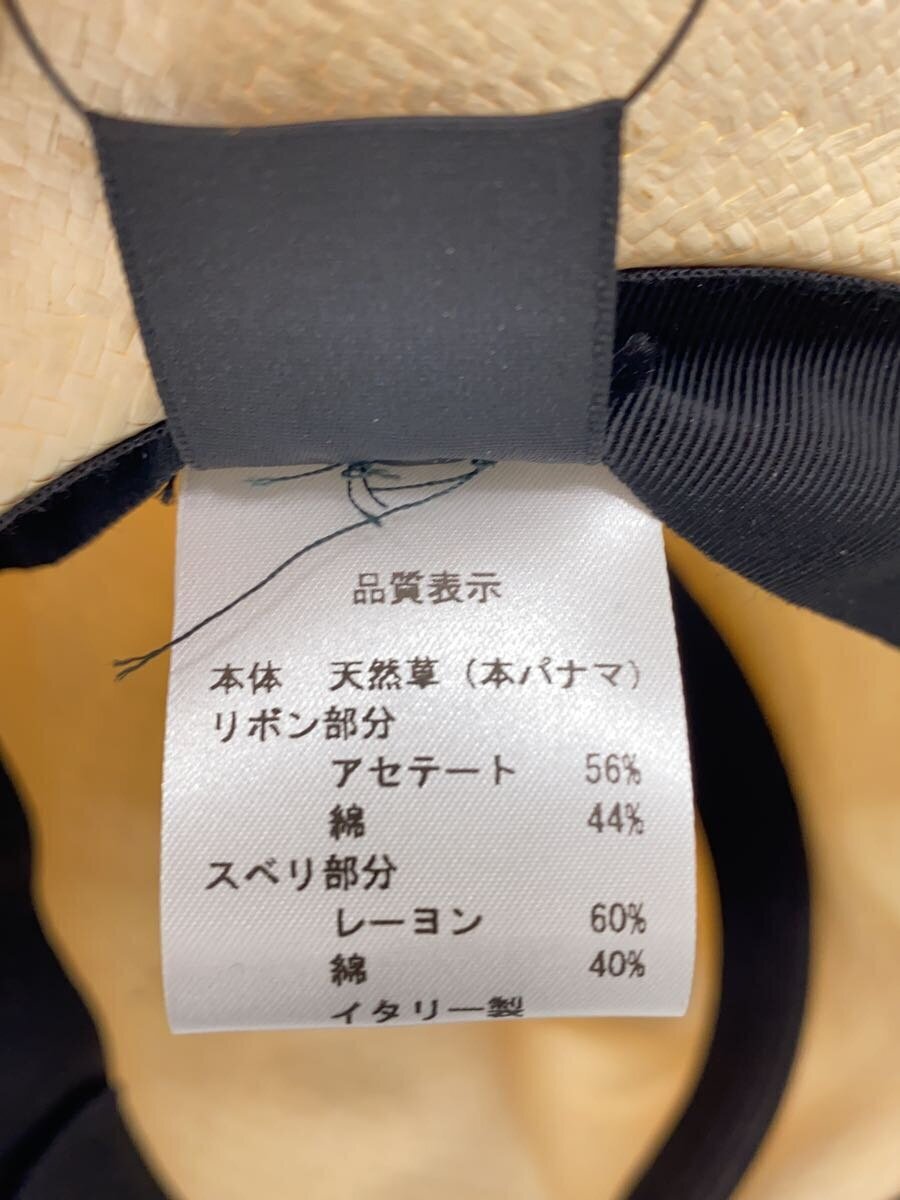 品質表示
本体 天然草(本パナマ)
リボン部分
アセテート 56%
綿 44%
スベリ部分
レーヨン 60%
綿 40%
イタリー製